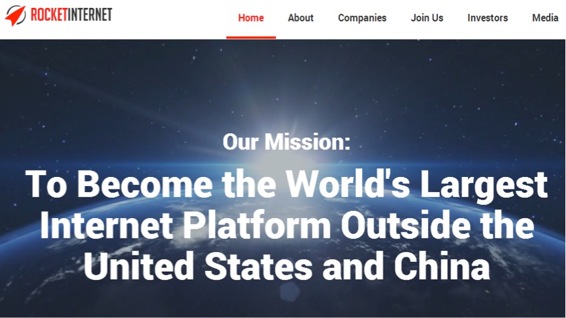 ROCKETINTERNET
Home About Companies Join Us Investors Media
Our Mission:
To Become the World's Largest
Internet Platform Outside the
United States and China